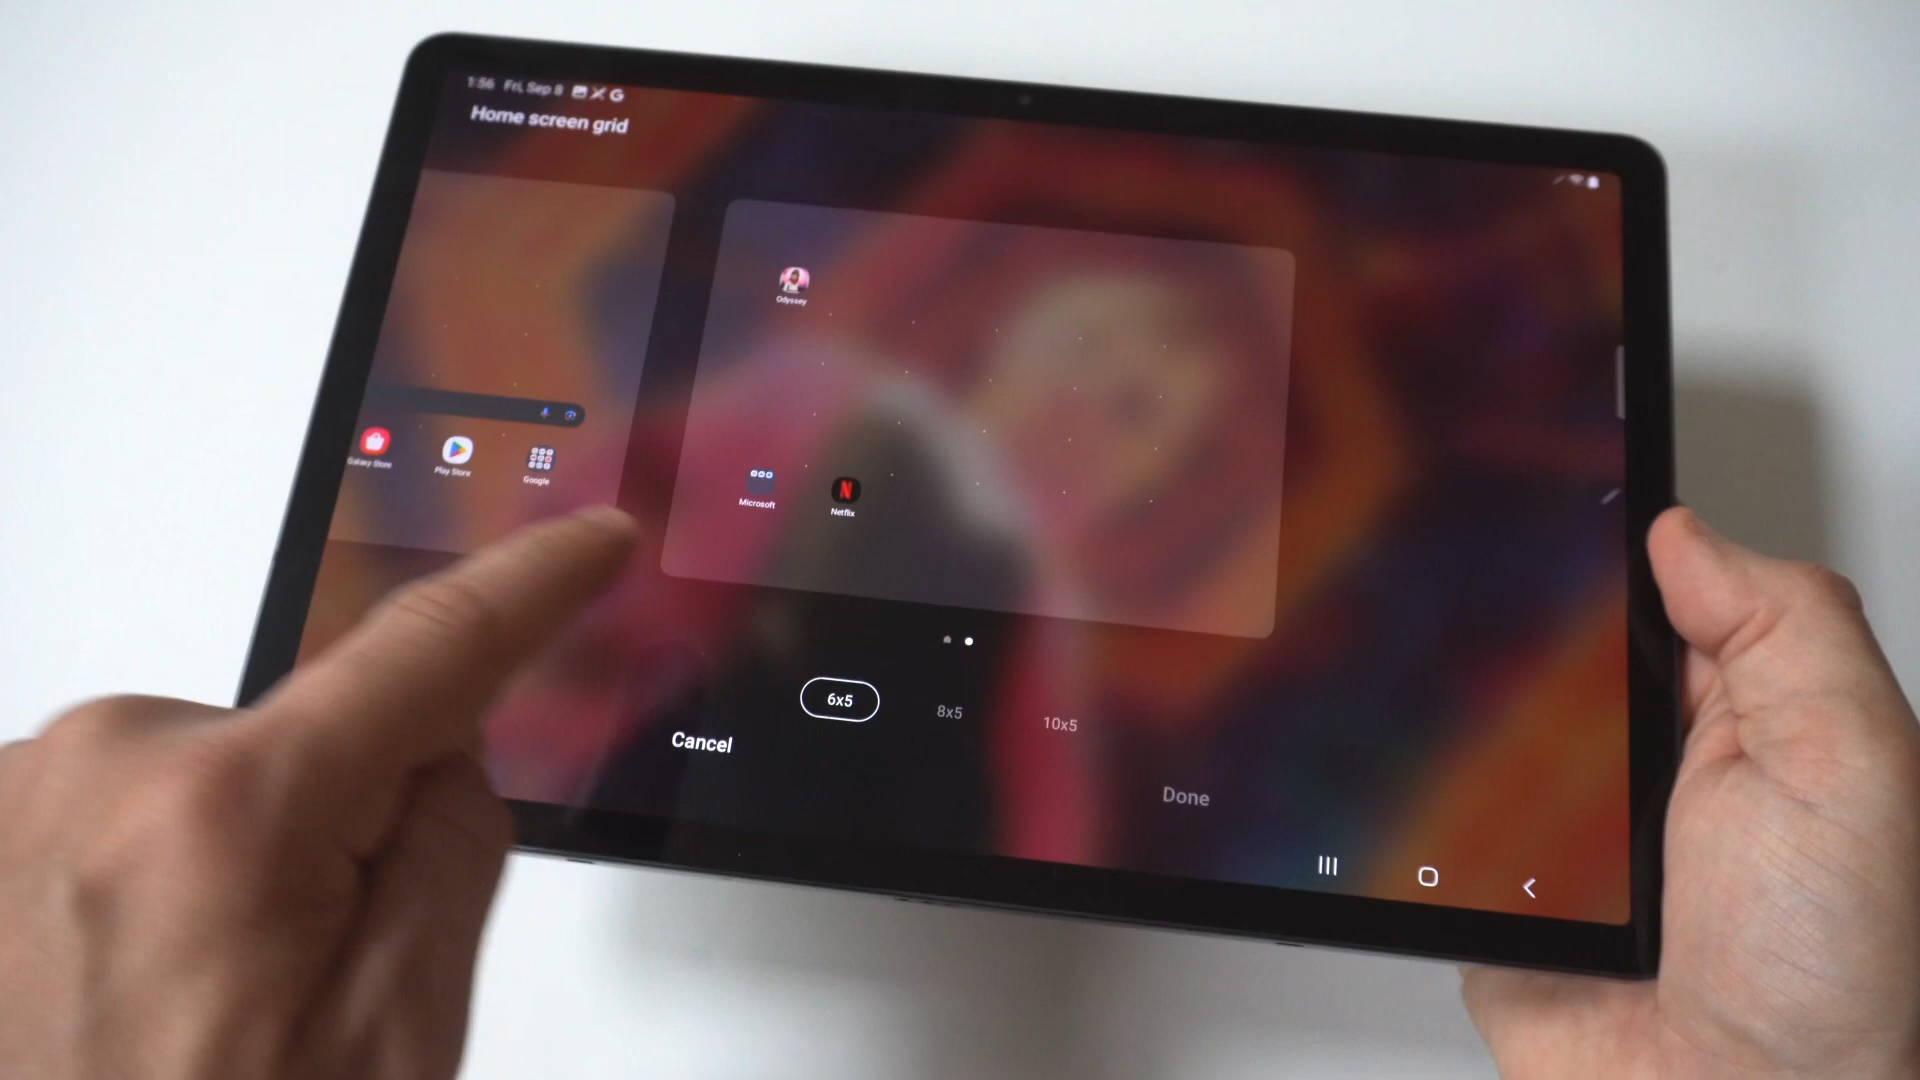 1:56 Fri, Sep 8
Home screen grid
Odyssey
Galaxy Store
Play Store
Google
Microsoft
Netflix
6x5
8x5
10x5
Cancel
Done